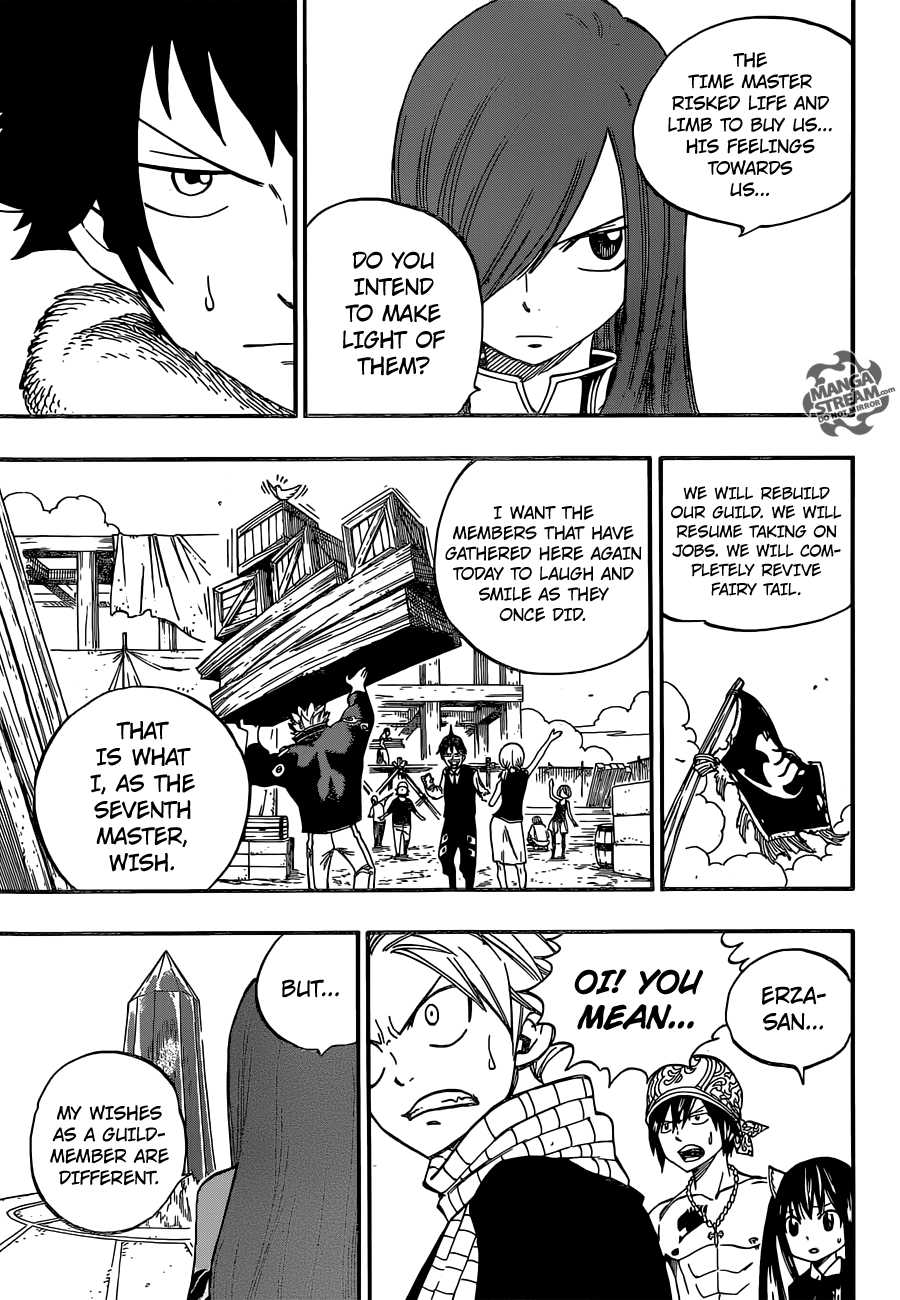 THE
TIME MASTER
RISKED LIFE AND
LIMB TO BUY US...
HIS FEELINGS
TOWARDS
US...
DO YOU
INTEND
TO MAKE
LIGHT OF
THEM?
MANGA
STREAM.com
DO NOT MIRROR
WE WILL REBUILD
OUR GUILD. WE WILL
RESUME TAKING ON
JOBS. WE WILL COM-
PLETELY REVIVE
FAIRY TAIL.
I WANT THE
MEMBERS THAT HAVE
GATHERED HERE AGAIN
TODAY TO LAUGH AND
SMILE AS THEY
ONCE DID.
THAT
IS WHAT
I, AS THE
SEVENTH
MASTER,
WISH.
ERZA-
SAN...
OI! YOU
MEAN...
BUT...
MY WISHES
AS A GUILD-
MEMBER ARE
DIFFERENT.